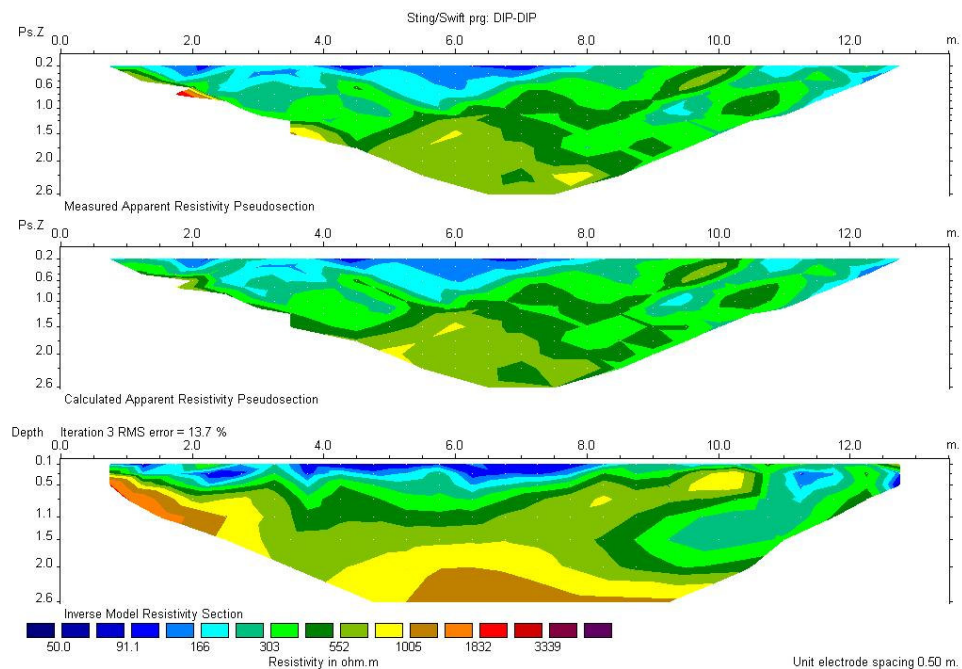 Sting/Swift prg: DIP-DIP
Ps.Z 0.0 2.0 4.0 6.0 8.0 10.0 12.0 m.
0.2
0.6
1.0
1.5
2.0
2.6
Measured Apparent Resistivity Pseudosection
Ps.Z 0.0 2.0 4.0 6.0 8.0 10.0 12.0 m.
0.2
0.6
1.0
1.5
2.0
2.6
Calculated Apparent Resistivity Pseudosection
Depth Iteration 3 RMS error = 13.7 %
0.0 2.0 4.0 6.0 8.0 10.0 12.0 m.
0.1
0.5
1.1
1.5
2.0
2.6
Inverse Model Resistivity Section
50.0 91.1 166 303 552 1005 1832 3339
Resistivity in ohm.m Unit electrode spacing 0.50 m.